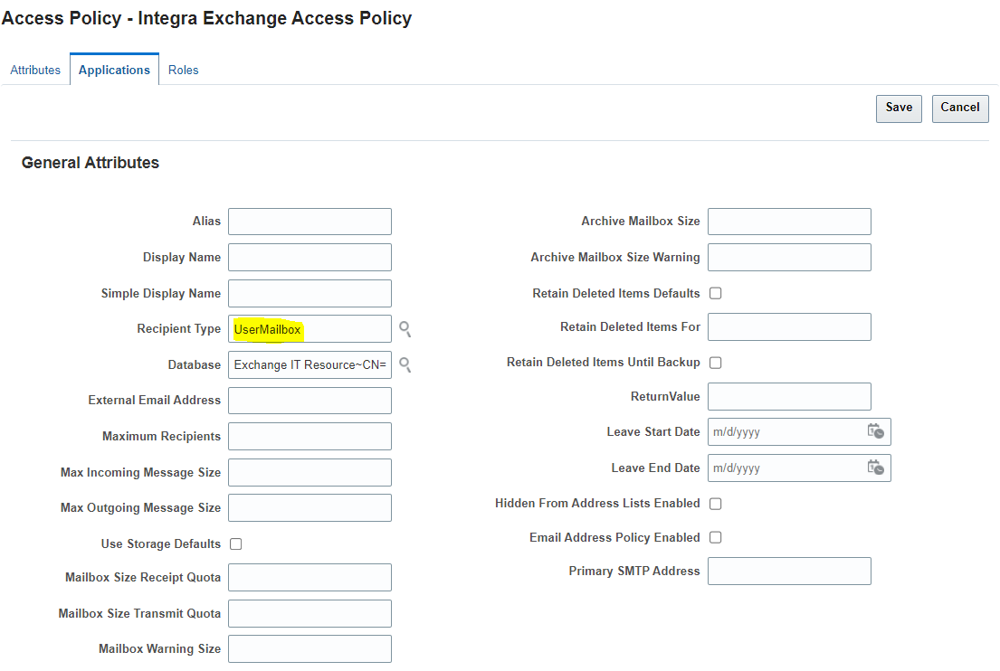 Access Policy - Integra Exchange Access Policy
Attributes
Applications
Roles
Save
Cancel
General Attributes
Alias
Display Name
Simple Display Name
Recipient Type UserMailbox
Database Exchange IT Resource~CN=
External Email Address
Maximum Recipients
Max Incoming Message Size
Max Outgoing Message Size
Use Storage Defaults
Mailbox Size Receipt Quota
Mailbox Size Transmit Quota
Mailbox Warning Size
Archive Mailbox Size
Archive Mailbox Size Warning
Retain Deleted Items Defaults
Retain Deleted Items For
Retain Deleted Items Until Backup
ReturnValue
Leave Start Date m/d/yyyy
Leave End Date m/d/yyyy
Hidden From Address Lists Enabled
Email Address Policy Enabled
Primary SMTP Address